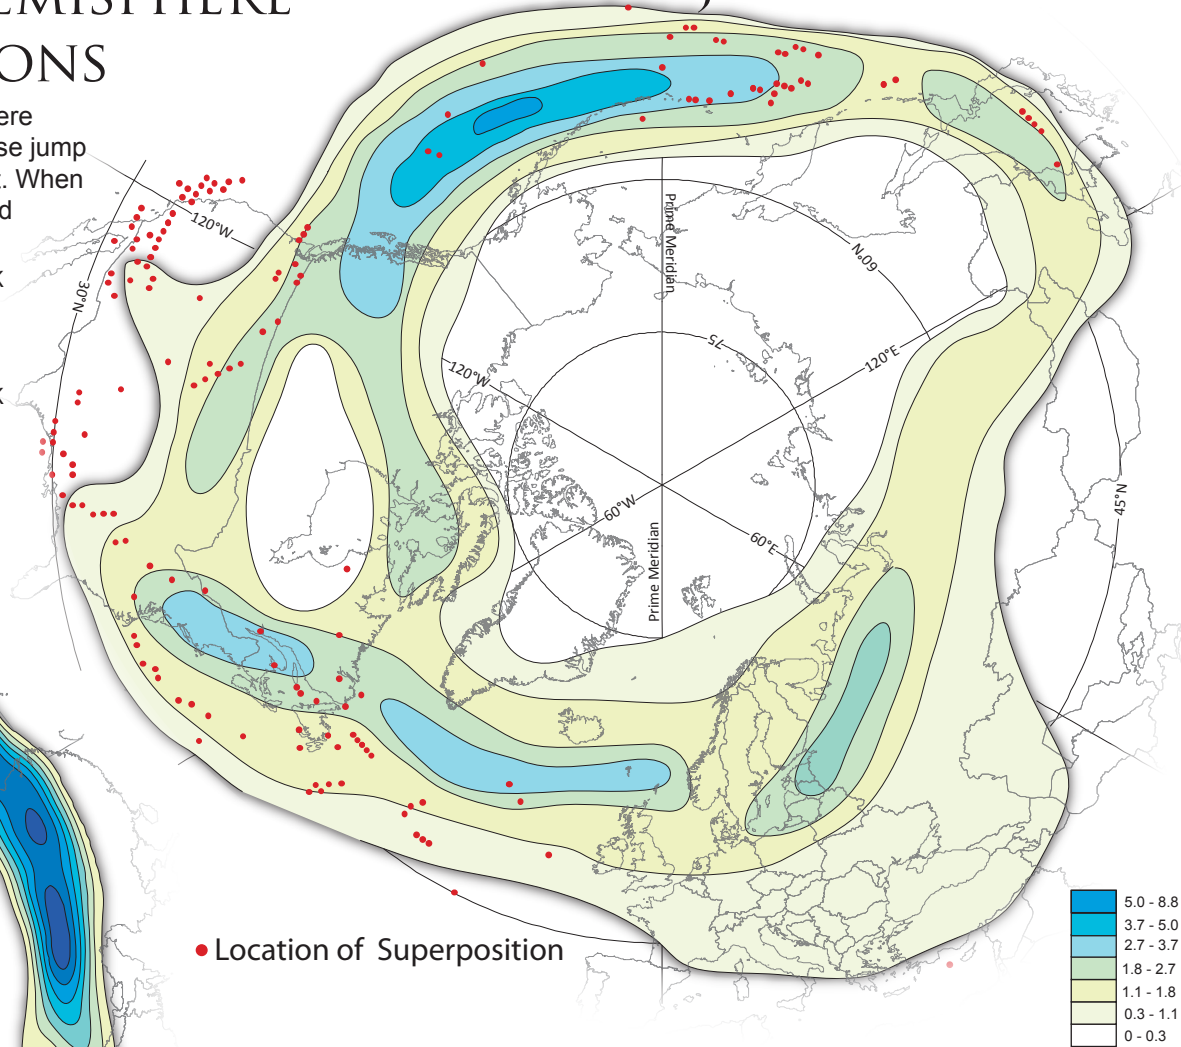 ONS
ere
se jump
t. When
d
k
k
120°W
30°N
Prime Meridian
60°N
75
120°W
120°E
60°W
60°E
Prime Meridian
45°N
Location of Superposition
5.0 - 8.8
3.7 - 5.0
2.7 - 3.7
1.8 - 2.7
1.1 - 1.8
0.3 - 1.1
0 - 0.3